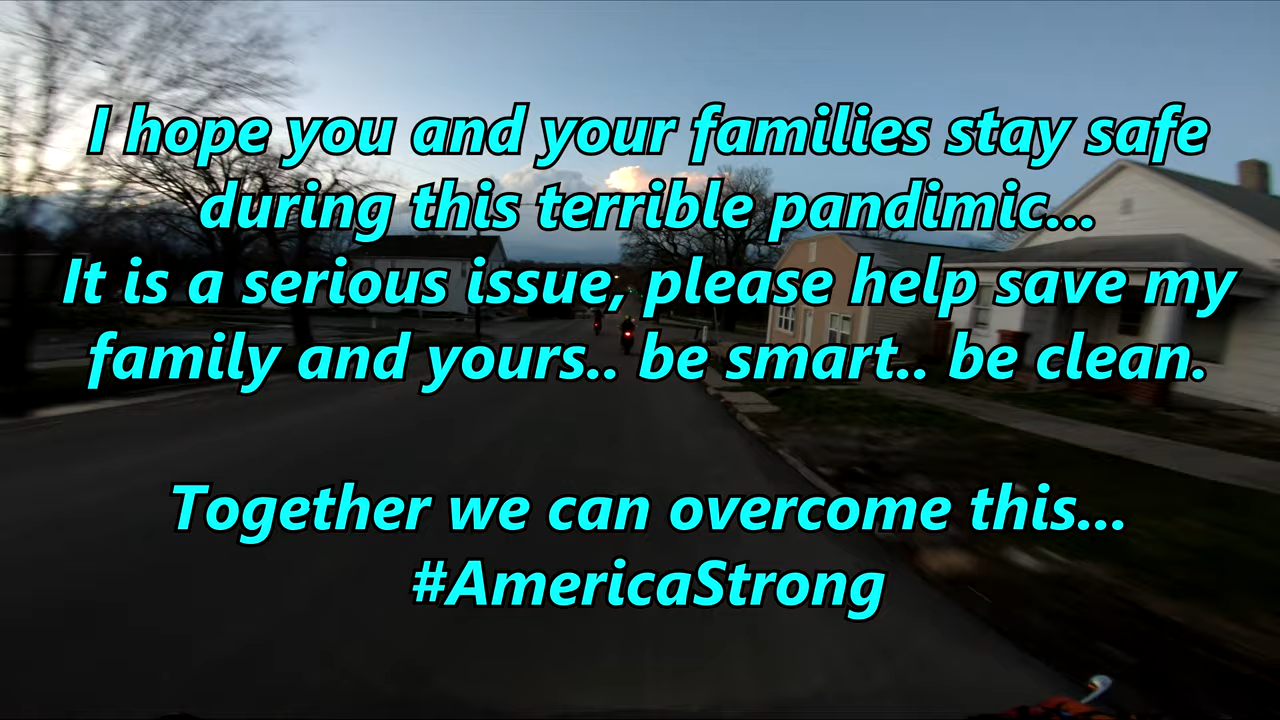 I hope you and your families stay safe
during this terrible pandimic...
It is a serious issue, please help save my
family and yours.. be smart.. be clean.
Together we can overcome this...
#AmericaStrong